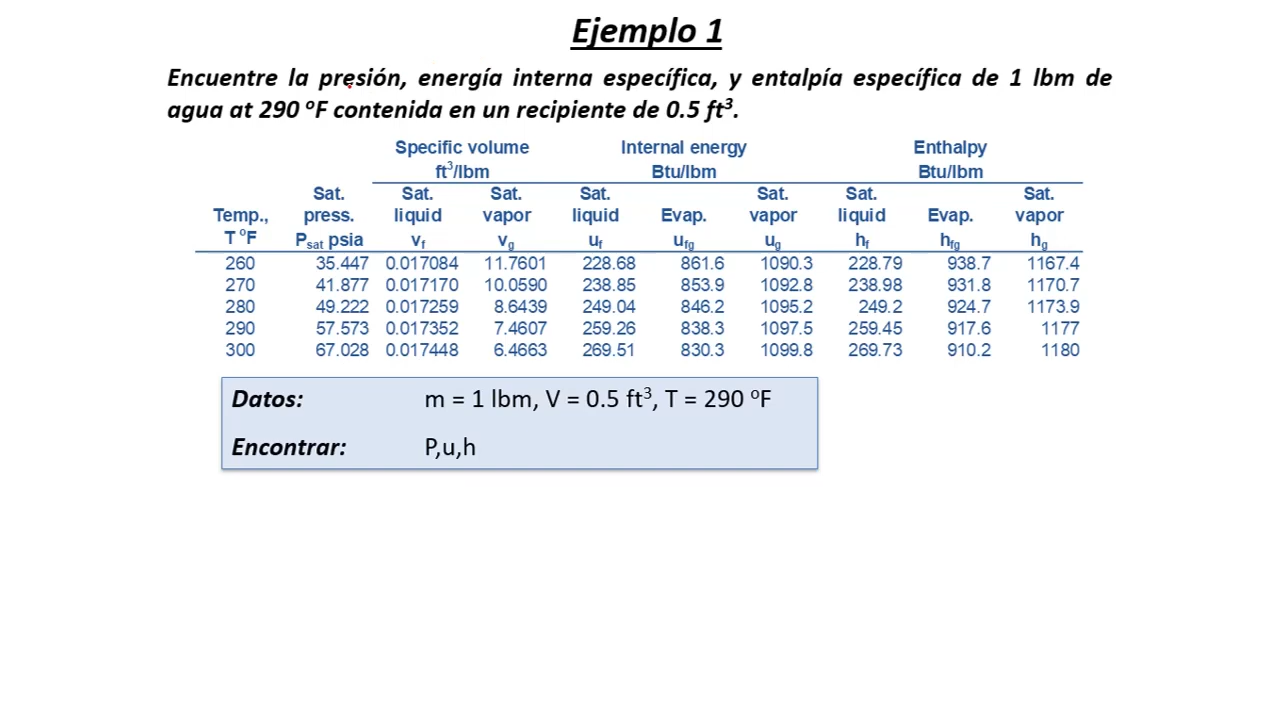 Ejemplo 1
Encuentre la presión, energía interna específica, y entalpía específica de 1 lbm de
agua at 290 ºF contenida en un recipiente de 0.5 ft³.
Specific volume Internal energy Enthalpy
ft³/lbm Btu/lbm Btu/lbm
Sat. Sat. Sat. Sat. Sat. Sat. Sat.
Temp., press. liquid vapor liquid Evap. vapor liquid Evap. vapor
T ºF Psat psia vf vg uf ufg ug hf hfg hg
260 35.447 0.017084 11.7601 228.68 861.6 1090.3 228.79 938.7 1167.4
270 41.877 0.017170 10.0590 238.85 853.9 1092.8 238.98 931.8 1170.7
280 49.222 0.017259 8.6439 249.04 846.2 1095.2 249.2 924.7 1173.9
290 57.573 0.017352 7.4607 259.26 838.3 1097.5 259.45 917.6 1177
300 67.028 0.017448 6.4663 269.51 830.3 1099.8 269.73 910.2 1180
Datos: m = 1 lbm, V = 0.5 ft³, T = 290 ºF
Encontrar: P,u,h